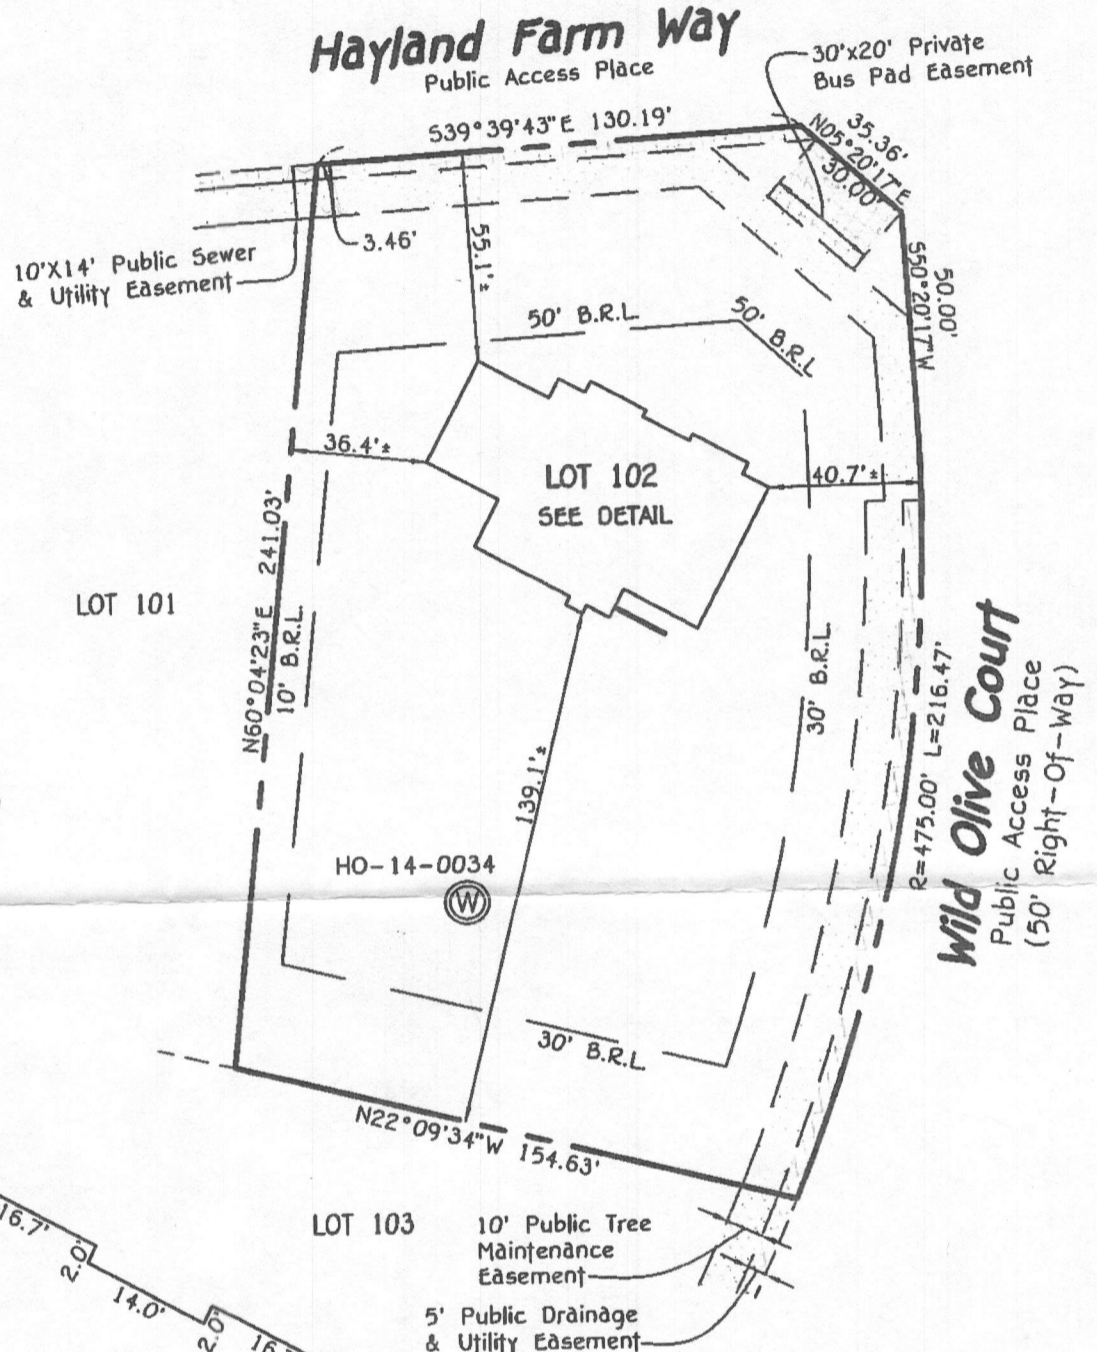 Hayland Farm Way
Public Access Place
30'x20' Private
Bus Pad Easement
S39°39'43"E 130.19'
35.36'
N05°20'17"E
30.00'
10'X14' Public Sewer
& Utility Easement
3.46'
55.1'±
50.00'
S50°20'17"W
50' B.R.L
50' B.R.L
36.4'±
LOT 102
SEE DETAIL
40.7'±
LOT 101
N60°04'23"E 241.03'
10' B.R.L.
30' B.R.L.
139.1'±
R=475.00' L=216.47'
Wild Olive Court
Public Access Place
(50' Right-Of-Way)
HO-14-0034
W
30' B.R.L
N22°09'34"W 154.63'
LOT 103
10' Public Tree
Maintenance
Easement
5' Public Drainage
& Utility Easement
16.7'
2.0'
14.0'
2.0'